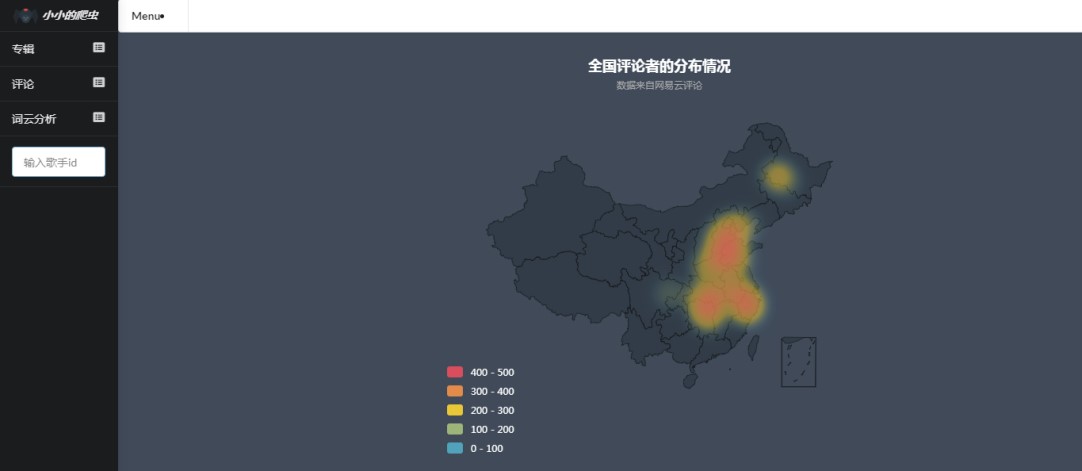 小小的爬虫
Menu
专辑
评论
词云分析
输入歌手id
全国评论者的分布情况
数据来自网易云评论
400 - 500
300 - 400
200 - 300
100 - 200
0 - 100